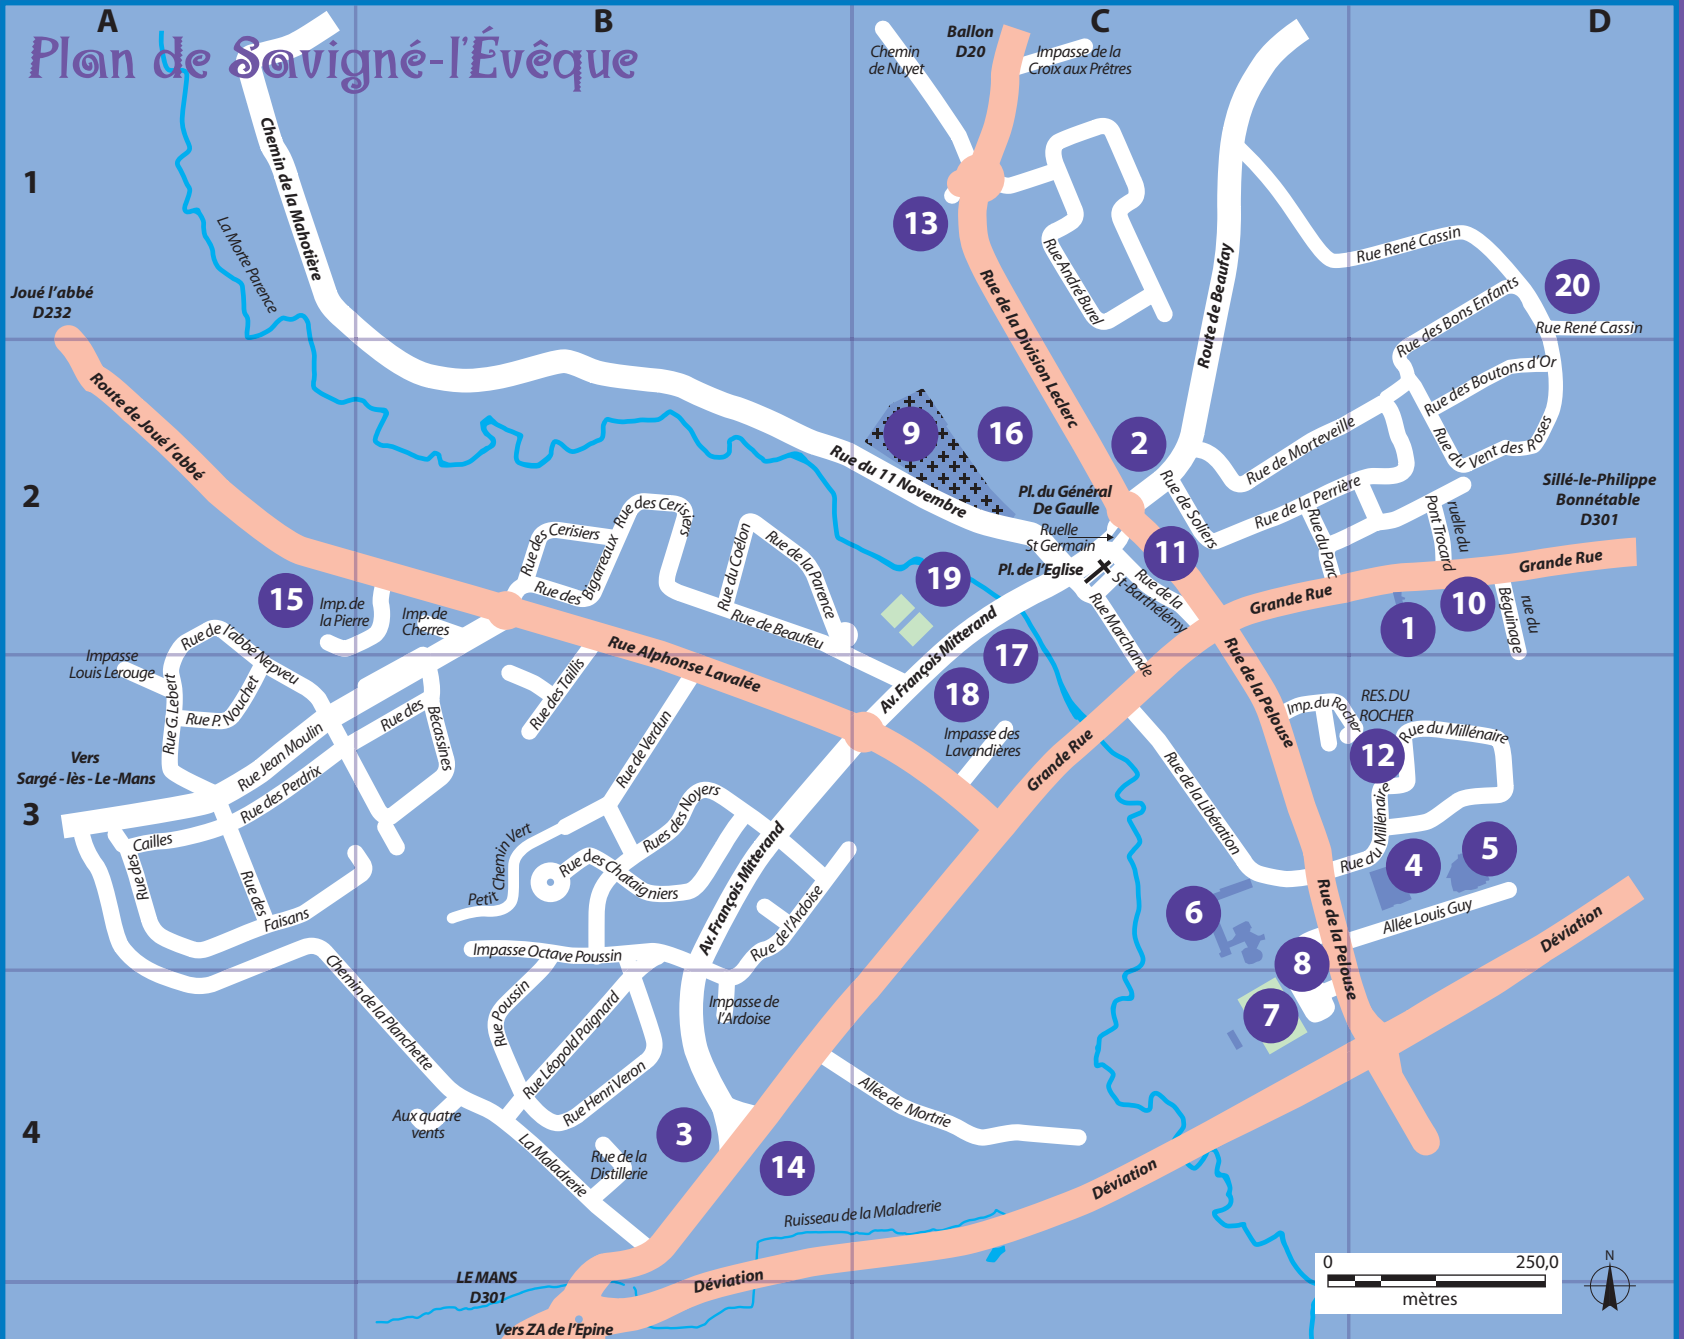 A
B
C
D
Plan de Savigné-l'Évêque
1
2
3
4
Chemin
de Nuyet
Ballon
D20
Impasse de la
Croix aux Prêtres
Chemin de la Mahotière
La Morte Parence
13
Rue André Burel
Rue de la Division Leclerc
Route de Beaufay
Rue René Cassin
20
Rue René Cassin
Rue des Bons Enfants
Rue des Boutons d'Or
Rue du
Vent des Roses
Joué l'abbé
D232
Route de Joué l'abbé
9
16
2
Rue de Morteveille
Rue du 11 Novembre
Pl. du Général
De Gaulle
Ruelle
St Germain
Pl. de l'Eglise
Rue de Soliers
Rue de la Perrière
Rue du Parc
ruelle du
Pont Trocard
Sillé-le-Philippe
Bonnétable
D301
Grande Rue
Grande Rue
11
Rue de la
St-Barthélémy
Rue Marchande
1
10
rue du
Béguinage
Rue des Cerisiers
Rue des
Bigarreaux
Rue des Ceri
siers
Rue du Coëlon
Rue de la Parence
Rue de Beaufeu
19
15
Imp. de
la Pierre
Imp. de
Cherres
Rue de l'abbé Nepveu
Impasse
Louis Lerouge
Rue G. Lebert
Rue P. Nouchet
Rue Alphonse Lavalée
Av. François Mitterand
17
18
Impasse des
Lavandières
Rue des Taillis
Rue de Verdun
Rue Jean Moulin
Rue des Perdrix
Rue des
Bécassines
Vers
Sargé - lès - Le -Mans
Cailles
Rue des
Rue des
Faisans
Grande Rue
Rue de la Pelouse
Imp. du Rocher
RES. DU
ROCHER
12
Rue du Millénaire
Rue du Millénaire
Rue de la Libération
4
5
6
Allée Louis Guy
Rue de la Pelouse
8
7
Déviation
Petit Chemin Vert
Rues des Noyers
Rue des Chataigniers
Av. François Mitterand
Rue de l'Ardoise
Impasse Octave Poussin
Impasse de
l'Ardoise
Rue Poussin
Rue Léopold Paignard
Rue Henri Veron
Chemin de la Planchette
Aux quatre
vents
La Maladrerie
Rue de la
Distillerie
3
14
Allée de Mortrie
Déviation
Ruisseau de la Maladrerie
Déviation
LE MANS
D301
Vers ZA de l'Epine
0
250,0
mètres
N